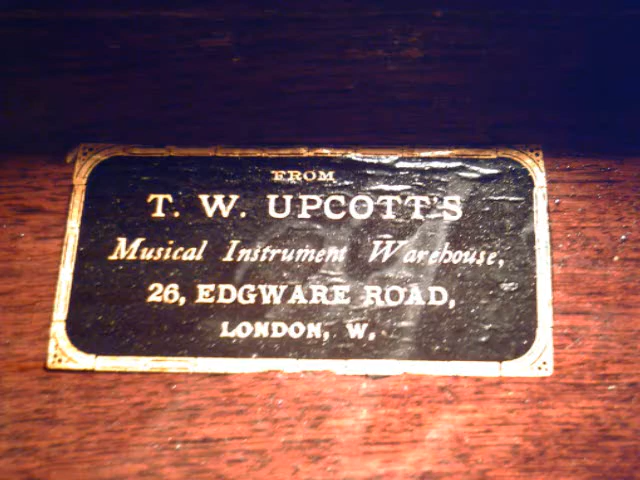 FROM
T. W. UPCOTT'S
Musical Instrument Warehouse,
26, EDGWARE ROAD,
LONDON, W.